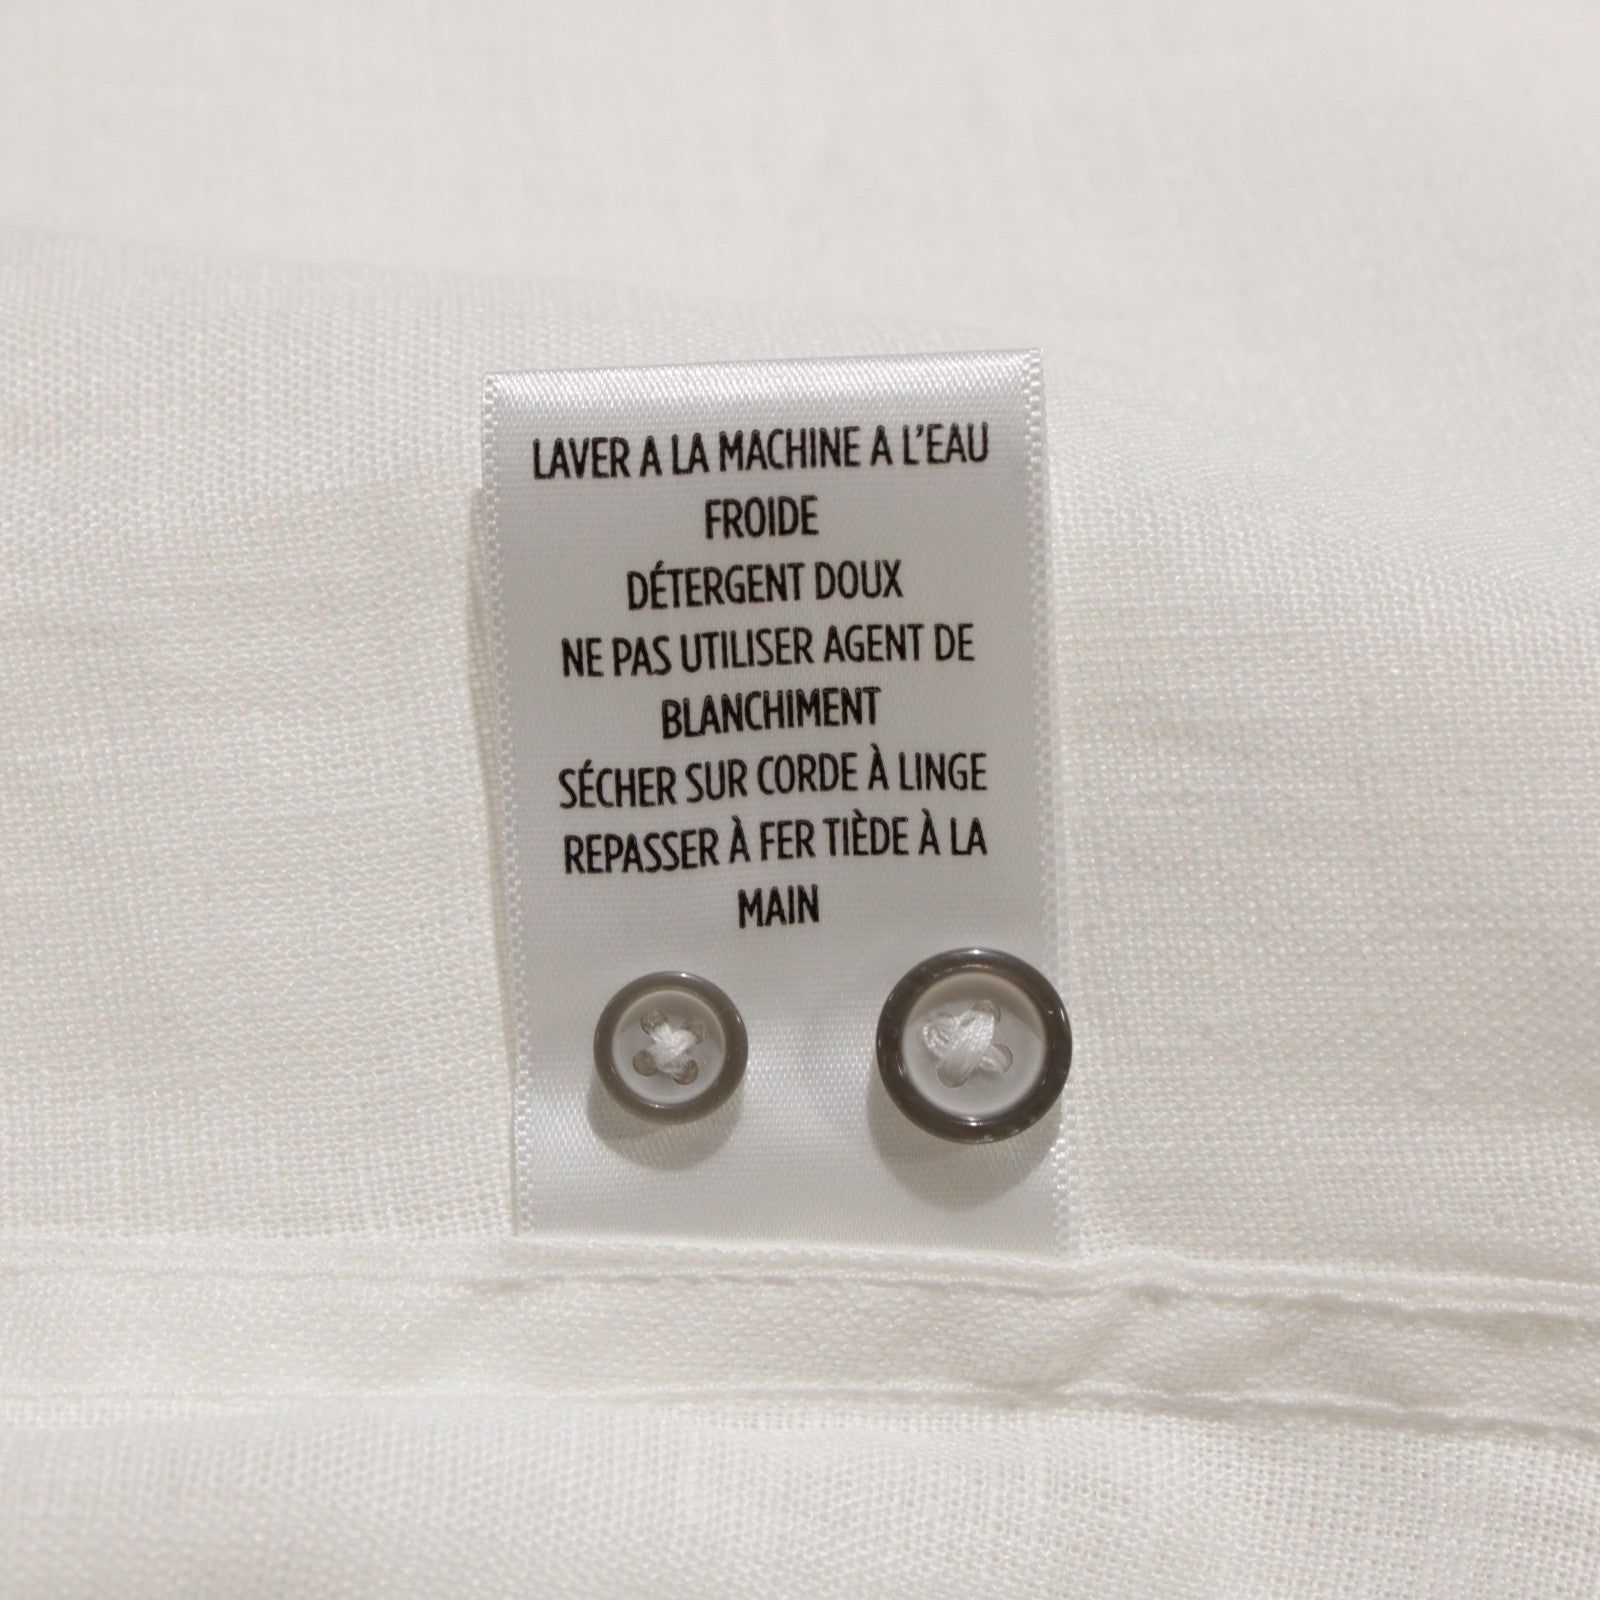 LAVER A LA MACHINE A L'EAU
FROIDE
DÉTERGENT DOUX
NE PAS UTILISER AGENT DE
BLANCHIMENT
SÉCHER SUR CORDE À LINGE
REPASSER À FER TIÈDE À LA
MAIN